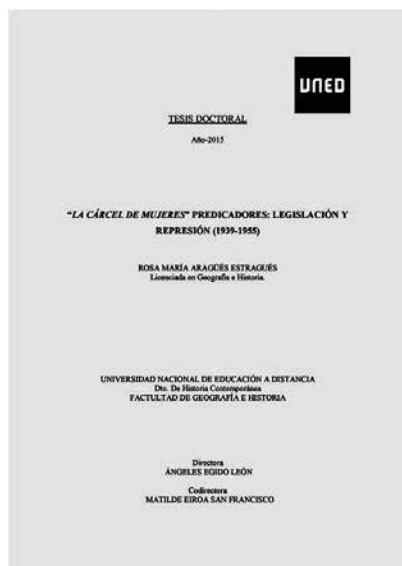 UNED
TESIS DOCTORAL
Año-2015
"LA CÁRCEL DE MUJERES" PREDICADORES: LEGISLACIÓN Y
REPRESIÓN (1939-1955)
ROSA MARÍA ARAGÜÉS ESTRAGUÉS
Licenciada en Geografía e Historia.
UNIVERSIDAD NACIONAL DE EDUCACIÓN A DISTANCIA
Dto. De Historia Contemporánea
FACTULTAD DE GEOGRAFÍA E HISTORIA
Directora
ÁNGELES EGIDO LEÓN
Codirectora
MATILDE EIROA SAN FRANCISCO